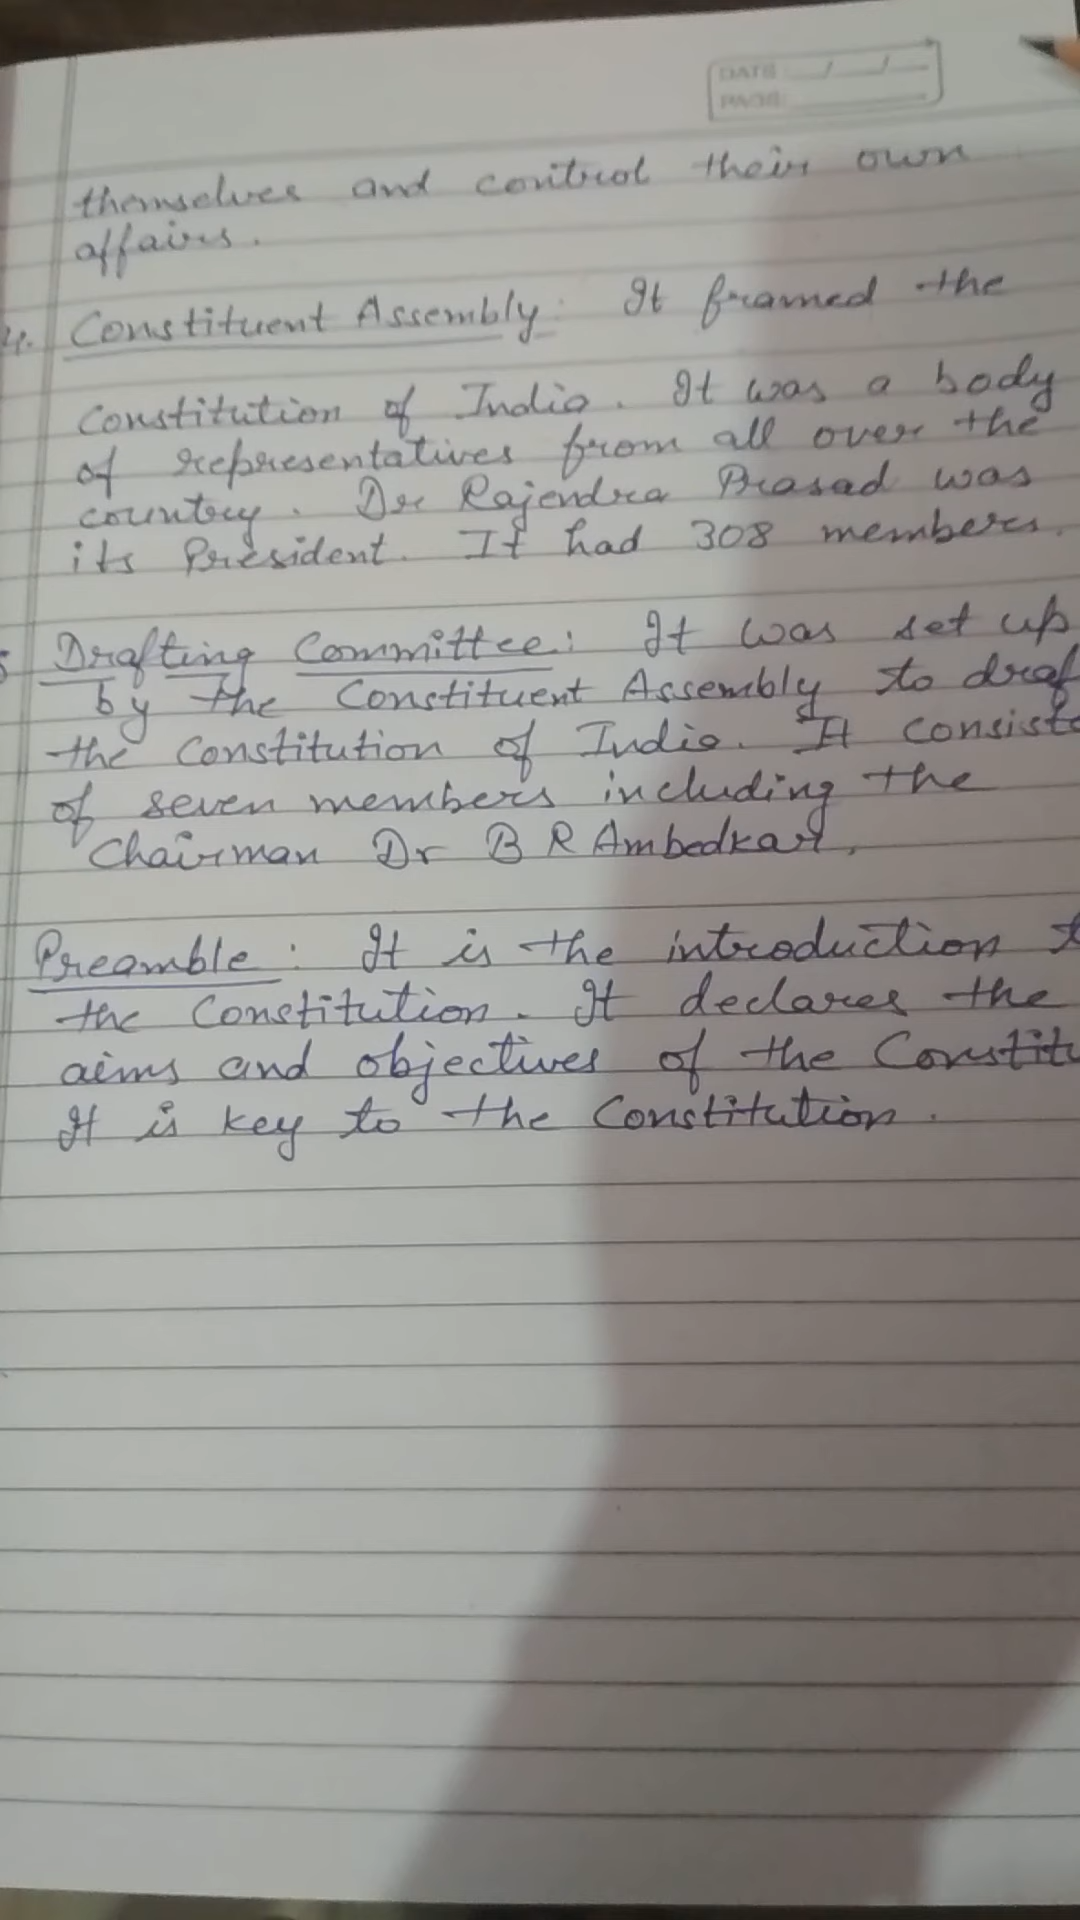 DATE / /
PAGE:
themselves and control their own
affairs.
4. Constituent Assembly: It framed the
Constitution of India. It was a body
of representatives from all over the
country. Dr Rajendra Prasad was
its President. It had 308 members.
5 Drafting Committee: It was set up
by the Constituent Assembly to draf
the Constitution of India. It consiste
of seven members including the
Chairman Dr B R Ambedkar,
Preamble: It is the introduction t
the Constitution. It declares the
aims and objectives of the Constitu
It is key to the Constitution.